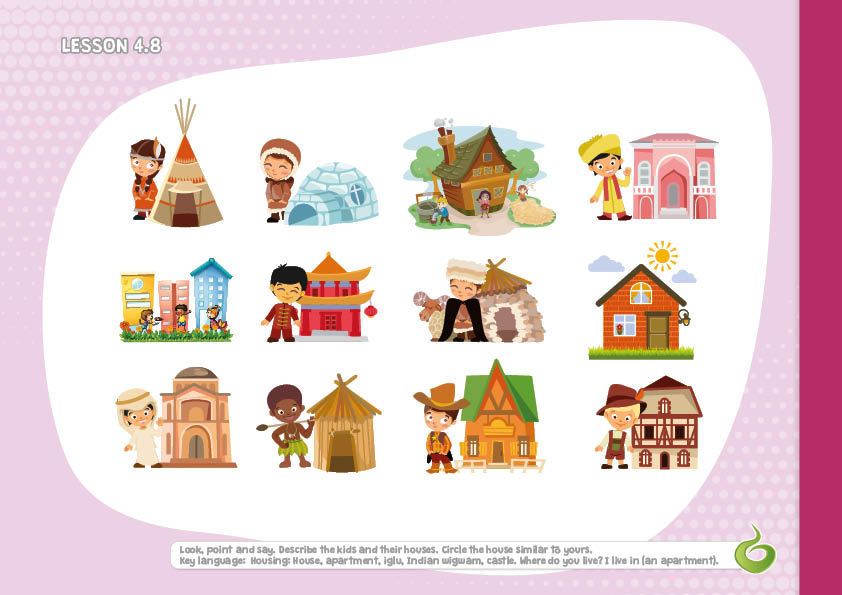 LESSON 4.8
Look, point and say. Describe the kids and their houses. Circle the house similar to yours.
Key language: Housing: House, apartment, iglu, Indian wigwam, castle. Where do you live? I live in (an apartment).